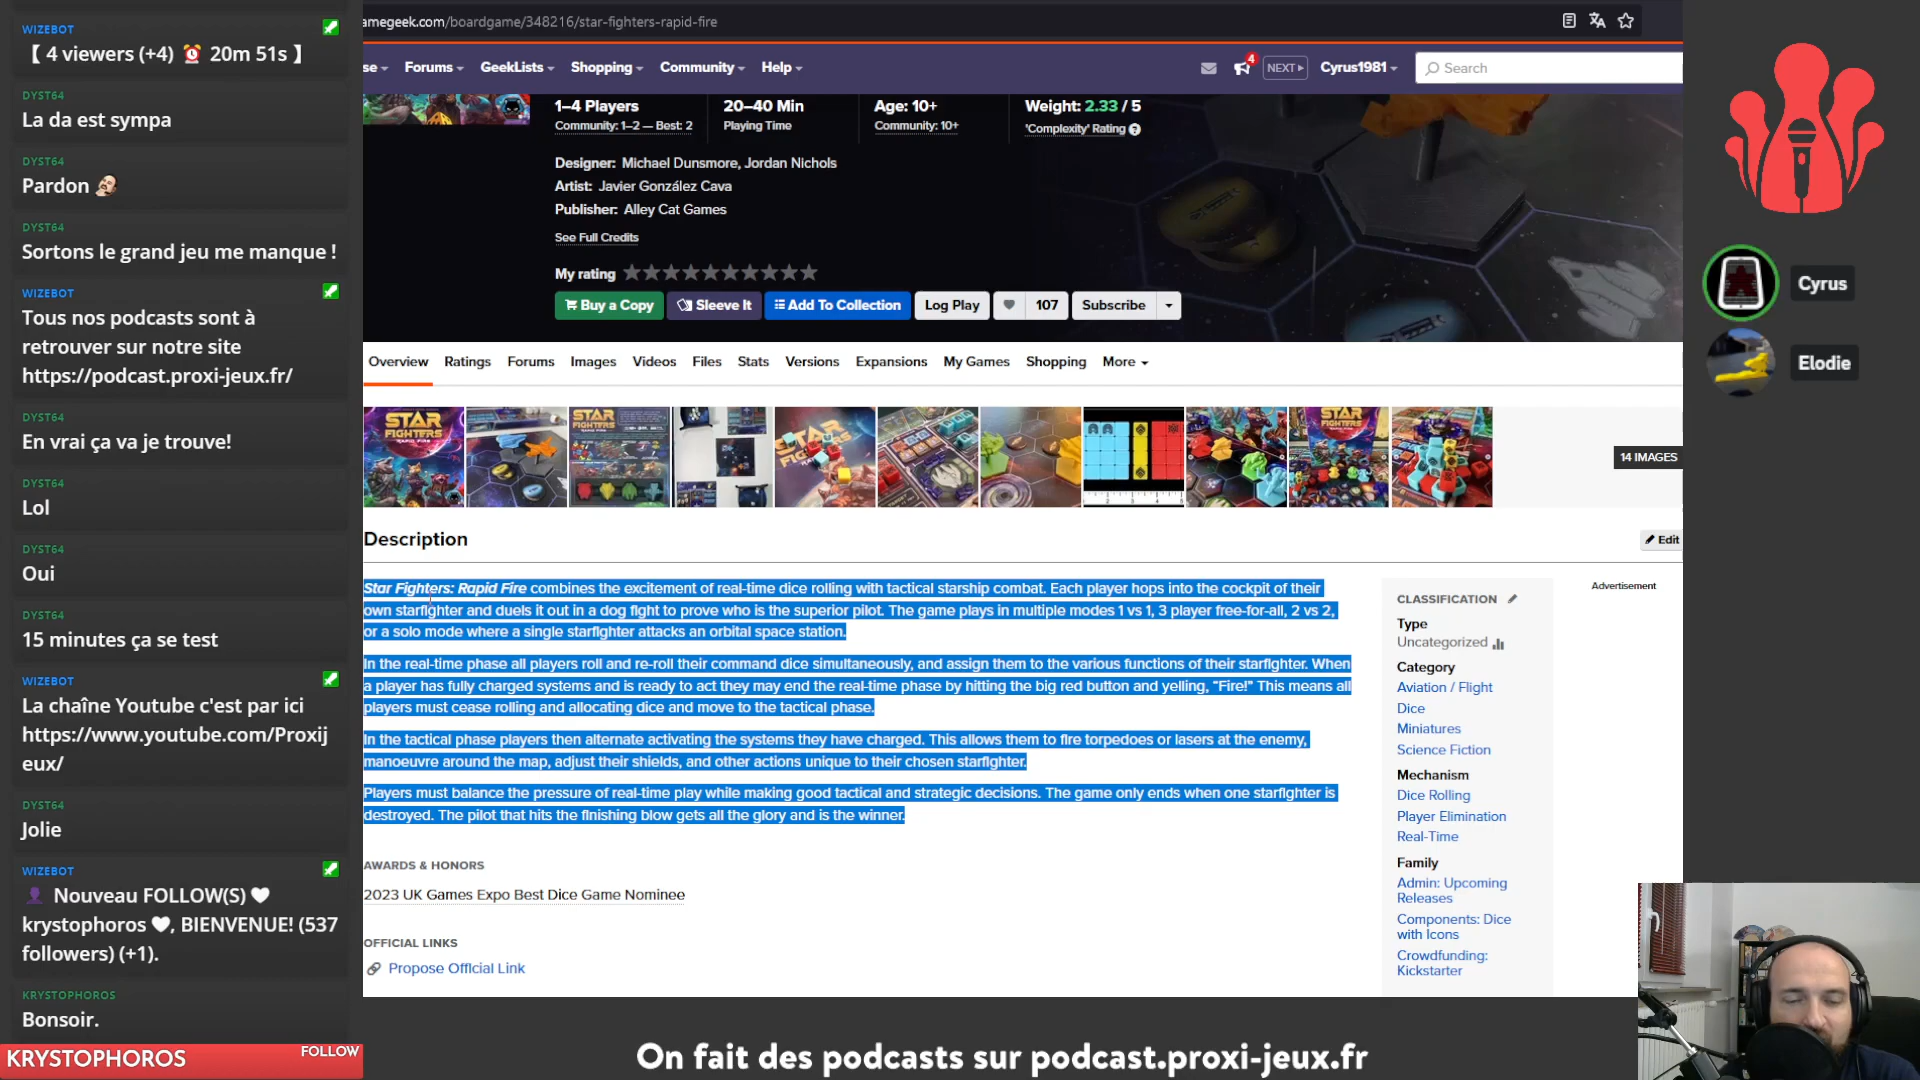 WIZEBOT
【 4 viewers (+4) ⏰ 20m 51s 】
DYST64
La da est sympa
DYST64
Pardon
DYST64
Sortons le grand jeu me manque !
WIZEBOT
Tous nos podcasts sont à
retrouver sur notre site
https://podcast.proxi-jeux.fr/
DYST64
En vrai ça va je trouve!
DYST64
Lol
DYST64
Oui
DYST64
15 minutes ça se test
WIZEBOT
La chaîne Youtube c'est par ici
https://www.youtube.com/Proxij
eux/
DYST64
Jolie
WIZEBOT
Nouveau FOLLOW(S)
krystophoros, BIENVENUE! (537
followers) (+1).
KRYSTOPHOROS
Bonsoir.
KRYSTOPHOROS FOLLOW
amegeek.com/boardgame/348216/star-fighters-rapid-fire
se Forums GeekLists Shopping Community Help 4 NEXT Cyrus1981 Search
1–4 Players
Community: 1–2 — Best: 2
20–40 Min
Playing Time
Age: 10+
Community: 10+
Weight: 2.33 / 5
'Complexity' Rating
Designer: Michael Dunsmore, Jordan Nichols
Artist: Javier González Cava
Publisher: Alley Cat Games
See Full Credits
My rating
Buy a Copy Sleeve It Add To Collection Log Play 107 Subscribe
Overview Ratings Forums Images Videos Files Stats Versions Expansions My Games Shopping More
STAR FIGHTERS
STAR FIGHTERS
STAR FIGHTERS
14 IMAGES
Description
Edit
Star Fighters: Rapid Fire combines the excitement of real-time dice rolling with tactical starship combat. Each player hops into the cockpit of their
own starfighter and duels it out in a dog fight to prove who is the superior pilot. The game plays in multiple modes 1 vs 1, 3 player free-for-all, 2 vs 2,
or a solo mode where a single starfighter attacks an orbital space station.
In the real-time phase all players roll and re-roll their command dice simultaneously, and assign them to the various functions of their starfighter. When
a player has fully charged systems and is ready to act they may end the real-time phase by hitting the big red button and yelling, “Fire!” This means all
players must cease rolling and allocating dice and move to the tactical phase.
In the tactical phase players then alternate activating the systems they have charged. This allows them to fire torpedoes or lasers at the enemy,
manoeuvre around the map, adjust their shields, and other actions unique to their chosen starfighter.
Players must balance the pressure of real-time play while making good tactical and strategic decisions. The game only ends when one starfighter is
destroyed. The pilot that hits the finishing blow gets all the glory and is the winner.
AWARDS & HONORS
2023 UK Games Expo Best Dice Game Nominee
OFFICIAL LINKS
Propose Official Link
CLASSIFICATION
Type
Uncategorized
Category
Aviation / Flight
Dice
Miniatures
Science Fiction
Mechanism
Dice Rolling
Player Elimination
Real-Time
Family
Admin: Upcoming
Releases
Components: Dice
with Icons
Crowdfunding:
Kickstarter
Advertisement
Cyrus
Elodie
On fait des podcasts sur podcast.proxi-jeux.fr